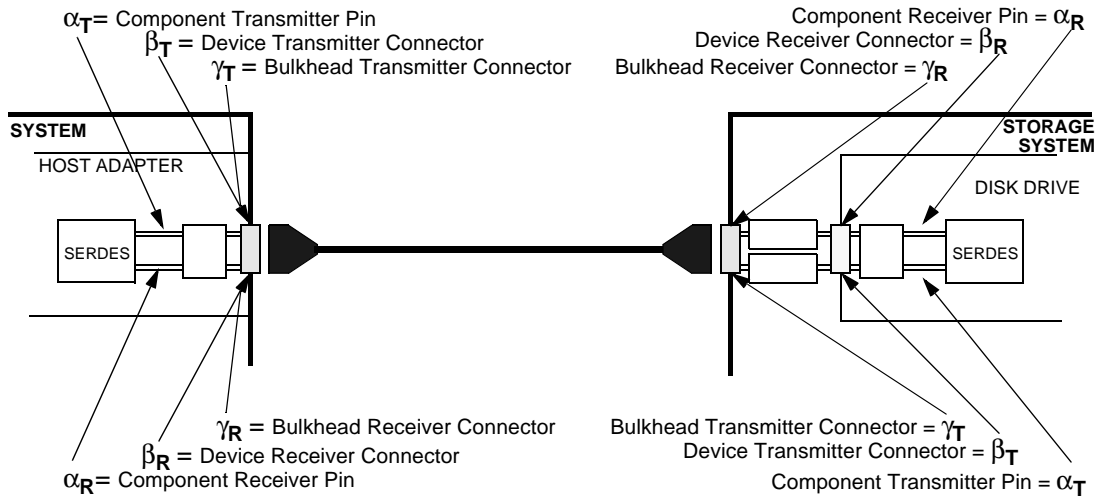 αT= Component Transmitter Pin
βT = Device Transmitter Connector
γT = Bulkhead Transmitter Connector
Component Receiver Pin = αR
Device Receiver Connector = βR
Bulkhead Receiver Connector = γR
SYSTEM
HOST ADAPTER
SERDES
STORAGE
SYSTEM
DISK DRIVE
SERDES
γR = Bulkhead Receiver Connector
βR = Device Receiver Connector
αR= Component Receiver Pin
Bulkhead Transmitter Connector = γT
Device Transmitter Connector = βT
Component Transmitter Pin = αT